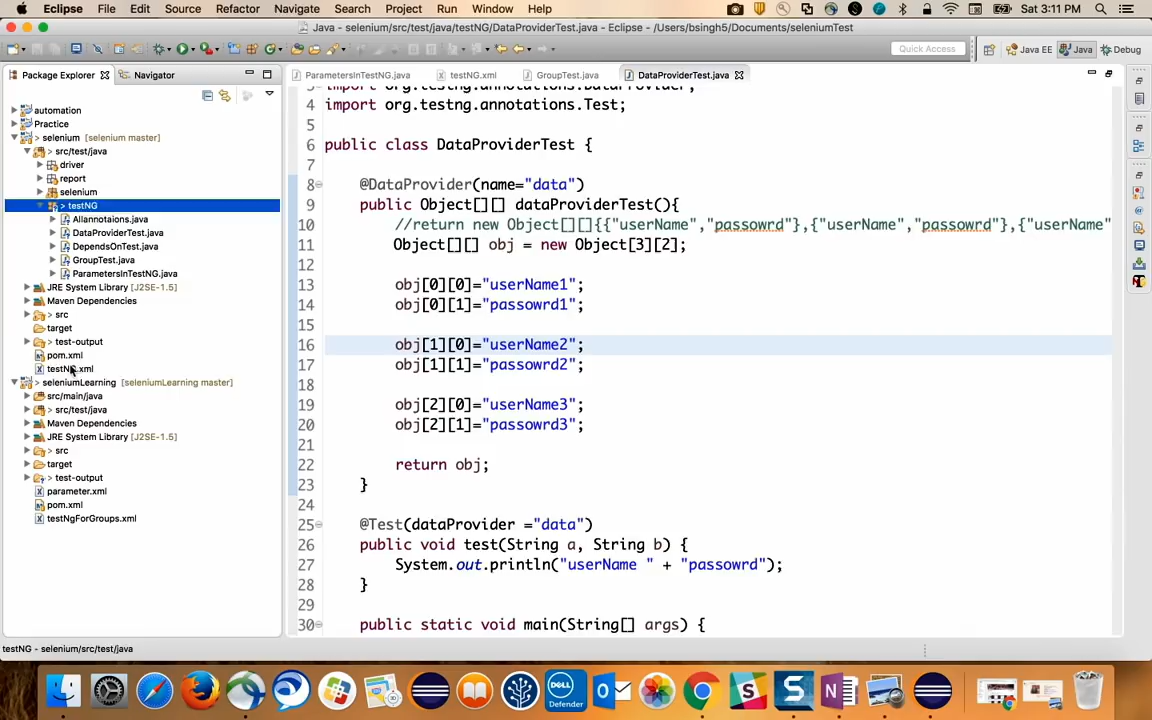 Eclipse File Edit Source Refactor Navigate Search Project Run Window Help Sat 3:11 PM
Java - selenium/src/test/java/testNG/DataProviderTest.java - Eclipse - /Users/bsingh5/Documents/seleniumTest
Quick Access Java EE Java Debug
Package Explorer Navigator
ParametersInTestNG.java testNG.xml GroupTest.java DataProviderTest.java
automation
Practice
> selenium [selenium master]
> src/test/java
driver
report
selenium
> testNG
AIlannotaions.java
DataProviderTest.java
DependsOnTest.java
GroupTest.java
ParametersInTestNG.java
JRE System Library [J2SE-1.5]
Maven Dependencies
> src
target
> test-output
pom.xml
testNG.xml
> seleniumLearning [seleniumLearning master]
src/main/java
> src/test/java
Maven Dependencies
JRE System Library [J2SE-1.5]
> src
target
test-output
parameter.xml
pom.xml
testNgForGroups.xml
3 import org.testng.annotations.DataProvider;
4 import org.testng.annotations.Test;
5
6 public class DataProviderTest {
7
8 @DataProvider(name="data")
9 public Object[][] dataProviderTest(){
10 //return new Object[][]{{"userName","passowrd"},{"userName","passowrd"},{"userName"
11 Object[][] obj = new Object[3][2];
12
13 obj[0][0]="userName1";
14 obj[0][1]="passowrd1";
15
16 obj[1][0]="userName2";
17 obj[1][1]="passowrd2";
18
19 obj[2][0]="userName3";
20 obj[2][1]="passowrd3";
21
22 return obj;
23 }
24
25 @Test(dataProvider ="data")
26 public void test(String a, String b) {
27 System.out.println("userName " + "passowrd");
28 }
29
30 public static void main(String[] args) {
testNG - selenium/src/test/java
DELL
Defender